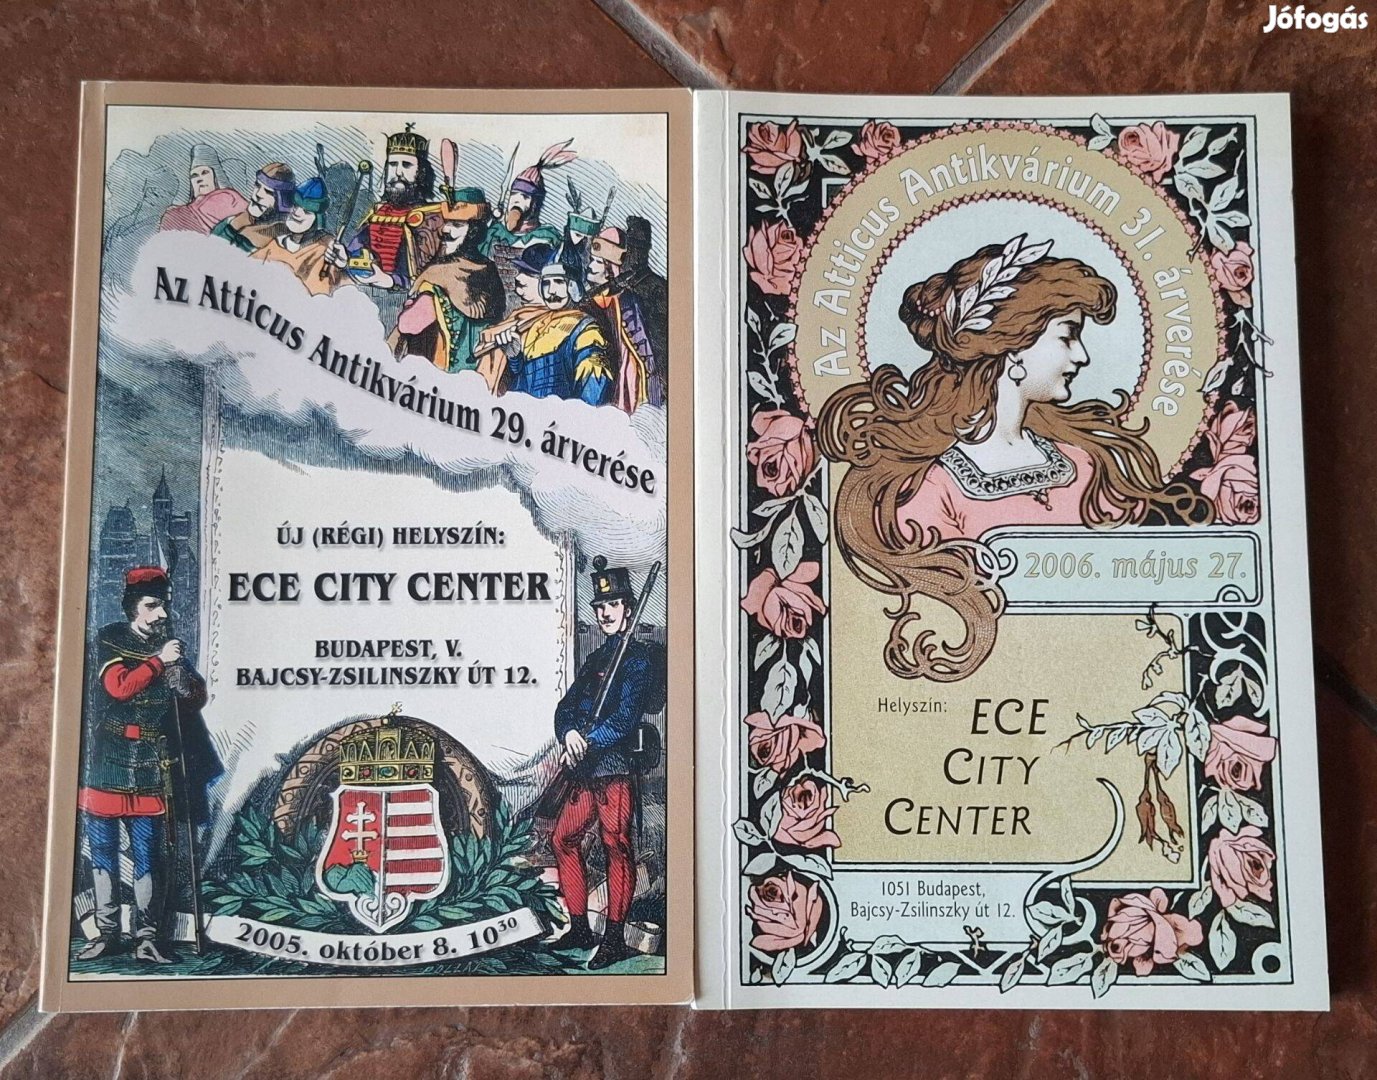 Jófogás
Az Atticus Antikvárium 29. árverése
ÚJ (RÉGI) HELYSZÍN:
ECE CITY CENTER
BUDAPEST, V.
BAJCSY-ZSILINSZKY ÚT 12.
2005. október 8. 10³⁰
Az Atticus Antikvárium 31. árverése
2006. május 27.
Helyszín: ECE
CITY
CENTER
1051 Budapest,
Bajcsy-Zsilinszky út 12.